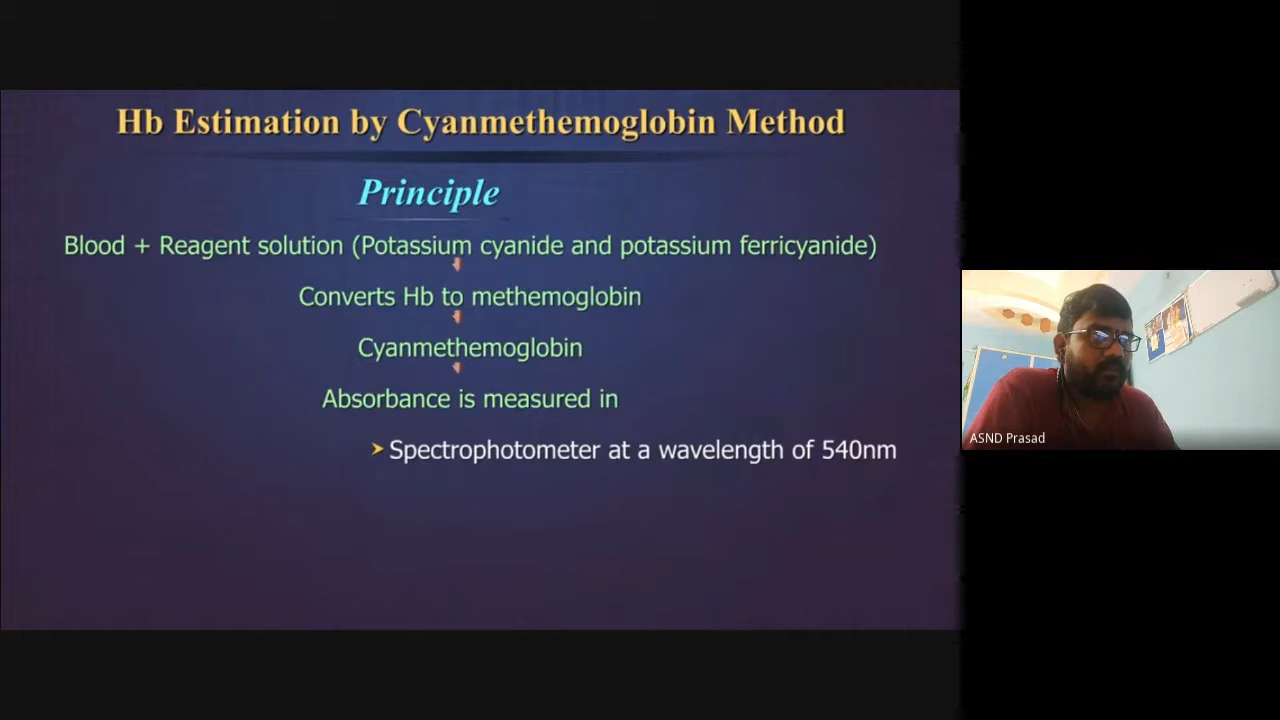 Hb Estimation by Cyanmethemoglobin Method
Principle
Blood + Reagent solution (Potassium cyanide and potassium ferricyanide)
Converts Hb to methemoglobin
Cyanmethemoglobin
Absorbance is measured in
Spectrophotometer at a wavelength of 540nm
ASND Prasad